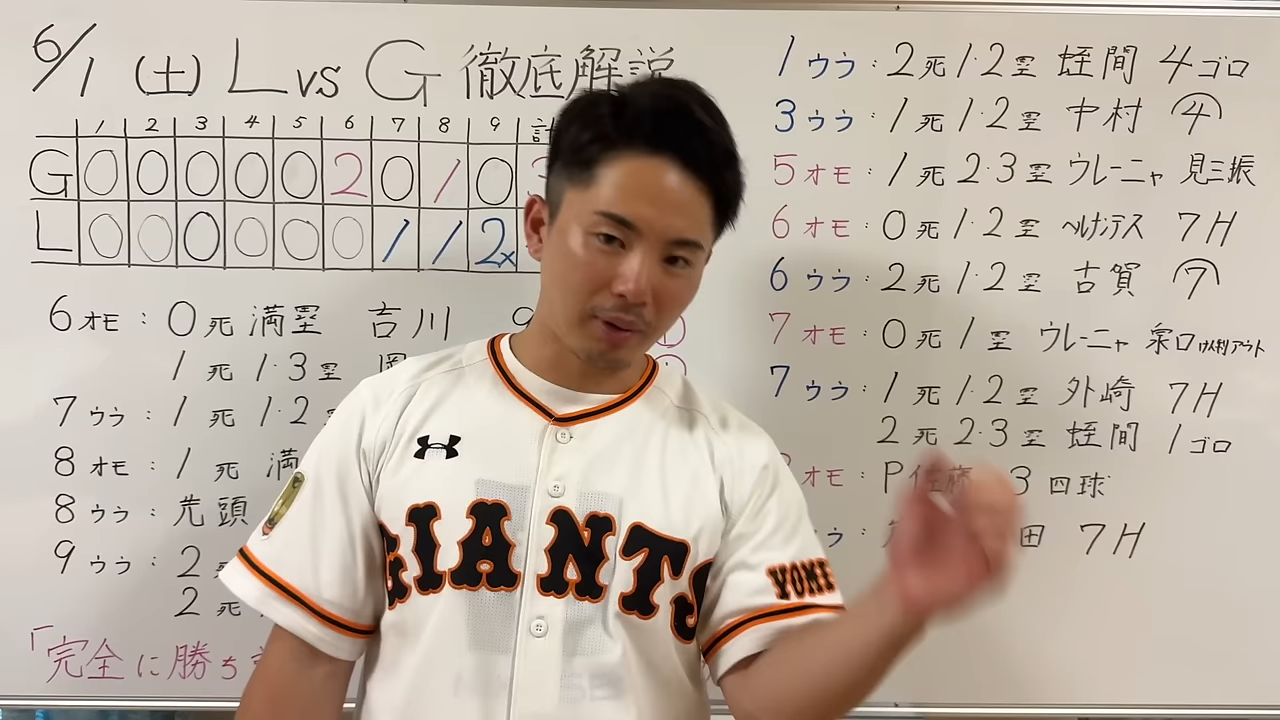 6/1 (土) L vs G 徹底解説
1 2 3 4 5 6 7 8 9 計
G 0 0 0 0 0 2 0 1 0 3
L 0 0 0 0 0 0 1 1 2x
6オモ:0死満塁 吉川 9
1死1·3塁
7ウラ:1死1·2
8オモ:1死満
8ウラ:先頭
9ウラ:2
2死
「完全に勝ち
1ウラ:2死1·2塁 蛭間 4ゴロ
3ウラ:1死1·2塁 中村 ④
5オモ:1死2·3塁 ウレーニャ 見三振
6オモ:0死1·2塁 ヘルナンデス 7H
6ウラ:2死1·2塁 古賀 ⑦
7オモ:0死1塁 ウレーニャ 泉口 けん制アウト
7ウラ:1死1·2塁 外崎 7H
2死2·3塁 蛭間 1ゴロ
オモ:P佐藤 3四球
田 7H
GIANTS
YOMI